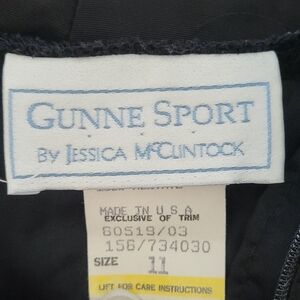 GUNNE SPORT
BY JESSICA McCLINTOCK
MADE IN U S A
EXCLUSIVE OF TRIM
60519/03
156/734030
SIZE 11
LIFT FOR CARE INSTRUCTIONS